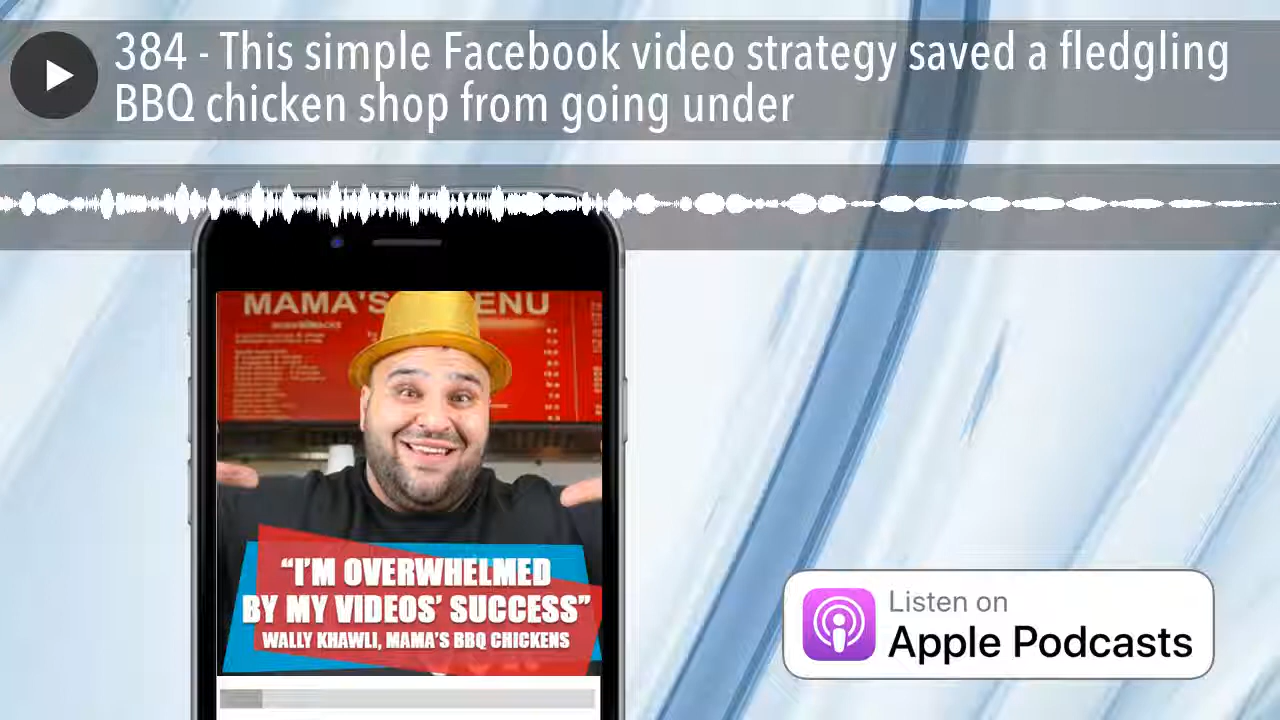 384 - This simple Facebook video strategy saved a fledgling
BBQ chicken shop from going under
MAMA'S ENU
“I'M OVERWHELMED
BY MY VIDEOS' SUCCESS”
WALLY KHAWLI, MAMA'S BBQ CHICKENS
Listen on
Apple Podcasts